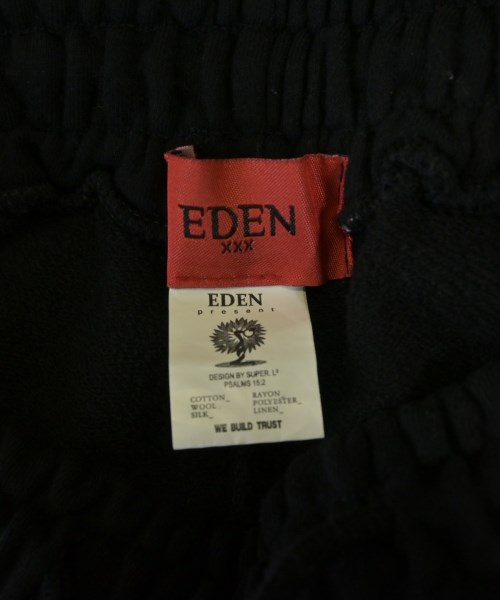 EDEN
XXX
EDEN
present
DESIGN BY SUPER. L²
PSALMS 15.2
COTTON_ RAYON
WOOL. POLYESTER_
SILK_ LINEN_
WE BUILD TRUST